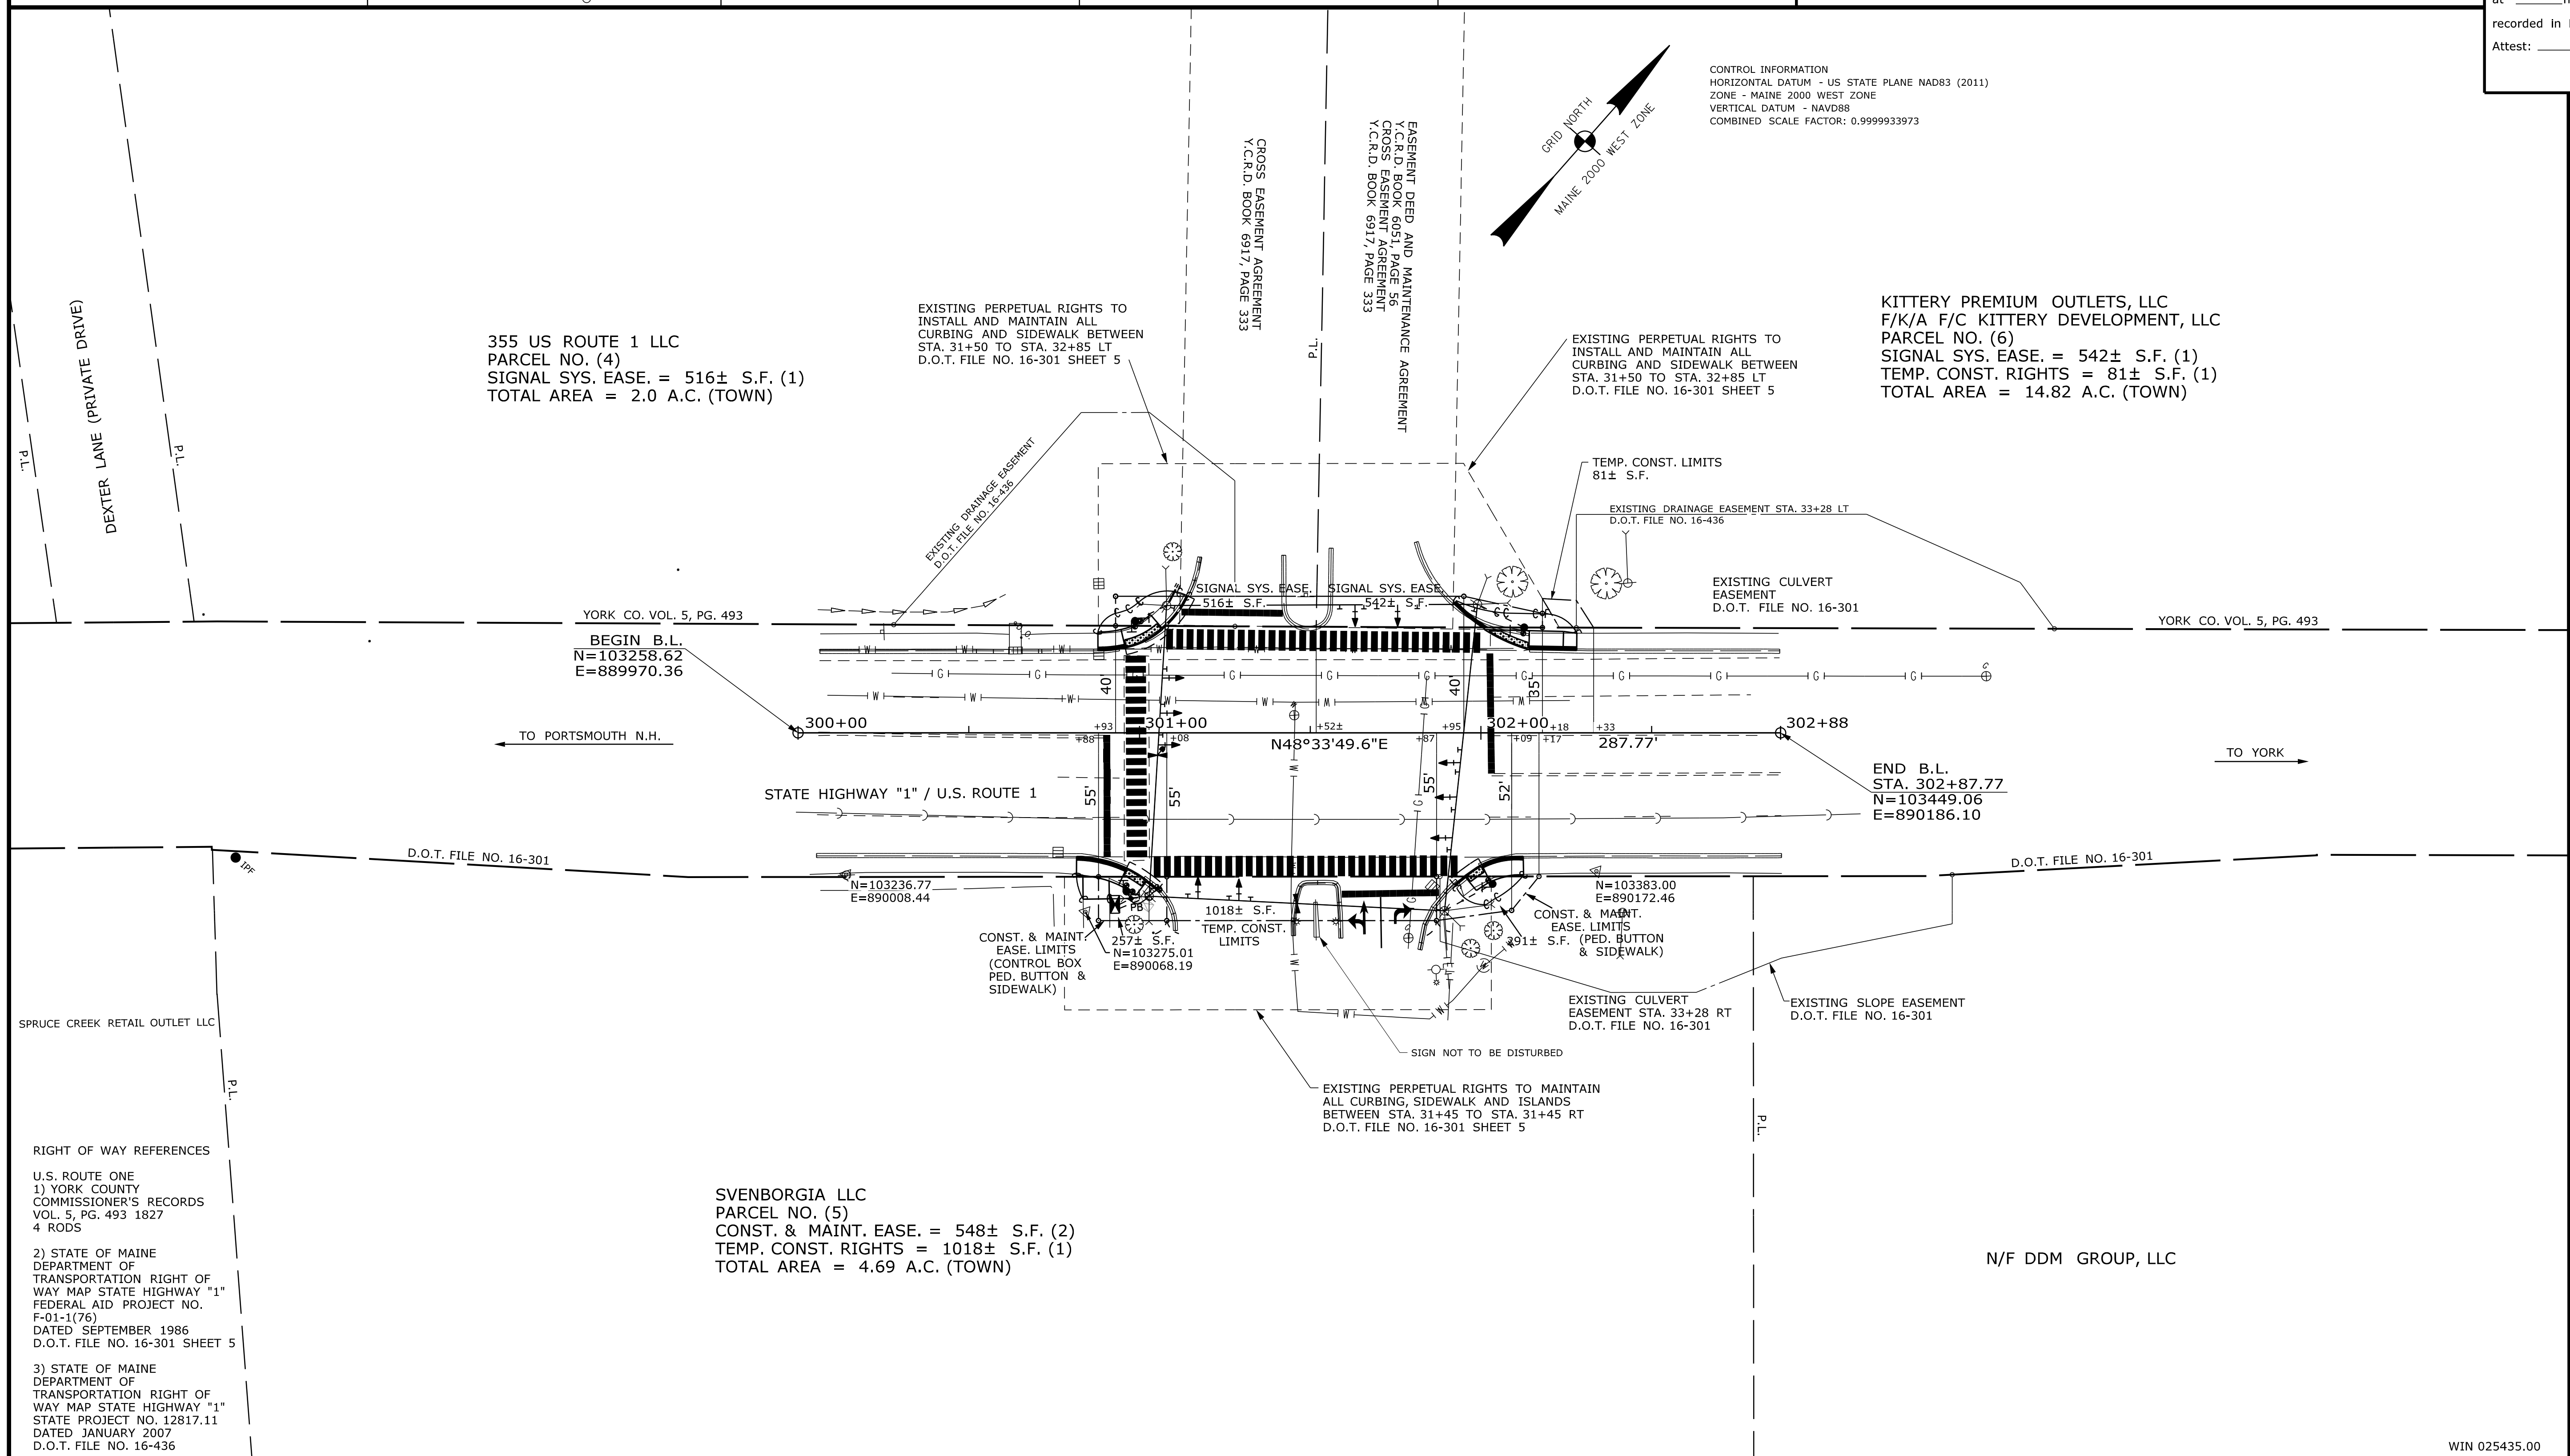 at
recorded in
Attest:
CONTROL INFORMATION
HORIZONTAL DATUM - US STATE PLANE NAD83 (2011)
ZONE - MAINE 2000 WEST ZONE
VERTICAL DATUM - NAVD88
COMBINED SCALE FACTOR: 0.9999933973
GRID NORTH
MAINE 2000 WEST ZONE
CROSS EASEMENT AGREEMENT
Y.C.R.D. BOOK 6917, PAGE 333
EASEMENT DEED AND MAINTENANCE AGREEMENT
Y.C.R.D. BOOK 6051, PAGE 56
CROSS EASEMENT AGREEMENT
Y.C.R.D. BOOK 6917, PAGE 333
P.L.
DEXTER LANE (PRIVATE DRIVE)
P.L.
P.L.
355 US ROUTE 1 LLC
PARCEL NO. (4)
SIGNAL SYS. EASE. = 516± S.F. (1)
TOTAL AREA = 2.0 A.C. (TOWN)
EXISTING PERPETUAL RIGHTS TO
INSTALL AND MAINTAIN ALL
CURBING AND SIDEWALK BETWEEN
STA. 31+50 TO STA. 32+85 LT
D.O.T. FILE NO. 16-301 SHEET 5
EXISTING PERPETUAL RIGHTS TO
INSTALL AND MAINTAIN ALL
CURBING AND SIDEWALK BETWEEN
STA. 31+50 TO STA. 32+85 LT
D.O.T. FILE NO. 16-301 SHEET 5
KITTERY PREMIUM OUTLETS, LLC
F/K/A F/C KITTERY DEVELOPMENT, LLC
PARCEL NO. (6)
SIGNAL SYS. EASE. = 542± S.F. (1)
TEMP. CONST. RIGHTS = 81± S.F. (1)
TOTAL AREA = 14.82 A.C. (TOWN)
EXISTING DRAINAGE EASEMENT
D.O.T. FILE NO. 16-436
TEMP. CONST. LIMITS
81± S.F.
EXISTING DRAINAGE EASEMENT STA. 33+28 LT
D.O.T. FILE NO. 16-436
EXISTING CULVERT
EASEMENT
D.O.T. FILE NO. 16-301
SIGNAL SYS. EASE.
516± S.F.
SIGNAL SYS. EASE.
542± S.F.
YORK CO. VOL. 5, PG. 493
YORK CO. VOL. 5, PG. 493
BEGIN B.L.
N=103258.62
E=889970.36
40'
40'
35'
300+00
+93
301+00
+52±
+95
302+00
+18
+33
302+88
+88
+08
N48°33'49.6"E
+87
+09
+17
287.77'
TO PORTSMOUTH N.H.
TO YORK
END B.L.
STA. 302+87.77
N=103449.06
E=890186.10
STATE HIGHWAY "1" / U.S. ROUTE 1
55'
55'
55'
52'
D.O.T. FILE NO. 16-301
IPF
D.O.T. FILE NO. 16-301
N=103236.77
E=890008.44
N=103383.00
E=890172.46
PB
1018± S.F.
TEMP. CONST.
LIMITS
CONST. & MAINT.
EASE. LIMITS
(CONTROL BOX
PED. BUTTON &
SIDEWALK)
257± S.F.
N=103275.01
E=890068.19
CONST. & MAINT.
EASE. LIMITS
291± S.F. (PED. BUTTON
& SIDEWALK)
EXISTING CULVERT
EASEMENT STA. 33+28 RT
D.O.T. FILE NO. 16-301
EXISTING SLOPE EASEMENT
D.O.T. FILE NO. 16-301
SIGN NOT TO BE DISTURBED
EXISTING PERPETUAL RIGHTS TO MAINTAIN
ALL CURBING, SIDEWALK AND ISLANDS
BETWEEN STA. 31+45 TO STA. 31+45 RT
D.O.T. FILE NO. 16-301 SHEET 5
SPRUCE CREEK RETAIL OUTLET LLC
P.L.
P.L.
RIGHT OF WAY REFERENCES
U.S. ROUTE ONE
1) YORK COUNTY
COMMISSIONER'S RECORDS
VOL. 5, PG. 493 1827
4 RODS
2) STATE OF MAINE
DEPARTMENT OF
TRANSPORTATION RIGHT OF
WAY MAP STATE HIGHWAY "1"
FEDERAL AID PROJECT NO.
F-01-1(76)
DATED SEPTEMBER 1986
D.O.T. FILE NO. 16-301 SHEET 5
3) STATE OF MAINE
DEPARTMENT OF
TRANSPORTATION RIGHT OF
WAY MAP STATE HIGHWAY "1"
STATE PROJECT NO. 12817.11
DATED JANUARY 2007
D.O.T. FILE NO. 16-436
SVENBORGIA LLC
PARCEL NO. (5)
CONST. & MAINT. EASE. = 548± S.F. (2)
TEMP. CONST. RIGHTS = 1018± S.F. (1)
TOTAL AREA = 4.69 A.C. (TOWN)
N/F DDM GROUP, LLC
WIN 025435.00